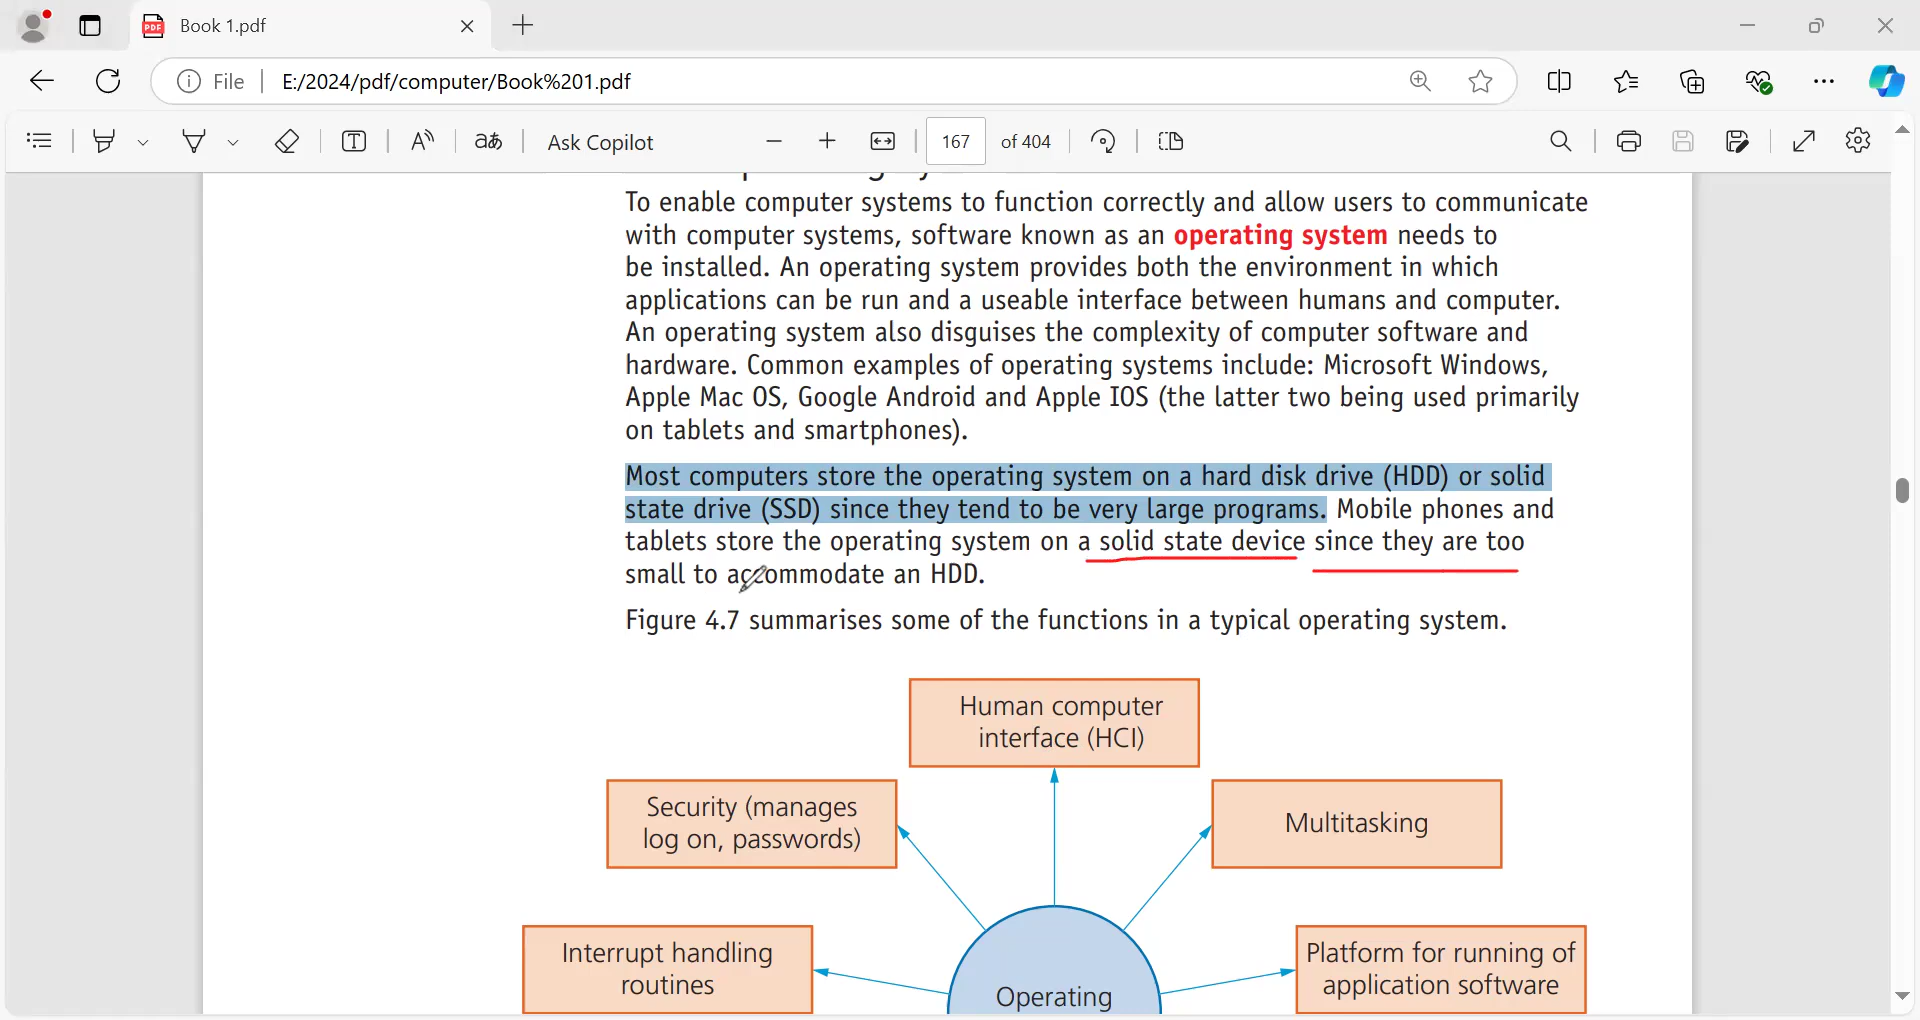 Book 1.pdf
File
E:/2024/pdf/computer/Book%201.pdf
Ask Copilot
167
of 404
To enable computer systems to function correctly and allow users to communicate
with computer systems, software known as an operating system needs to
be installed. An operating system provides both the environment in which
applications can be run and a useable interface between humans and computer.
An operating system also disguises the complexity of computer software and
hardware. Common examples of operating systems include: Microsoft Windows,
Apple Mac OS, Google Android and Apple IOS (the latter two being used primarily
on tablets and smartphones).
Most computers store the operating system on a hard disk drive (HDD) or solid
state drive (SSD) since they tend to be very large programs. Mobile phones and
tablets store the operating system on a solid state device since they are too
small to accommodate an HDD.
Figure 4.7 summarises some of the functions in a typical operating system.
Human computer
interface (HCI)
Security (manages
log on, passwords)
Multitasking
Interrupt handling
routines
Platform for running of
application software
Operating